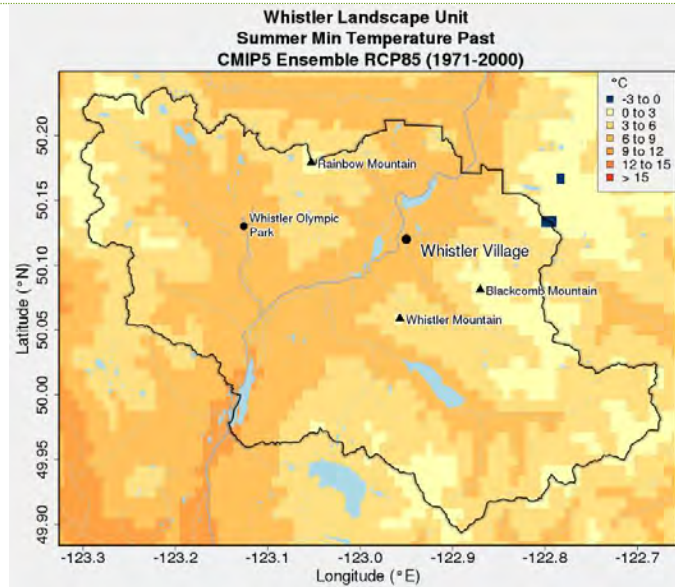 Whistler Landscape Unit
Summer Min Temperature Past
CMIP5 Ensemble RCP85 (1971-2000)
°C
-3 to 0
0 to 3
3 to 6
6 to 9
9 to 12
12 to 15
> 15
Rainbow Mountain
Whistler Olympic
Park
Whistler Village
Blackcomb Mountain
Whistler Mountain
Latitude (°N)
50.20
50.15
50.10
50.05
50.00
49.95
49.90
-123.3
-123.2
-123.1
-123.0
-122.9
-122.8
-122.7
Longitude (°E)